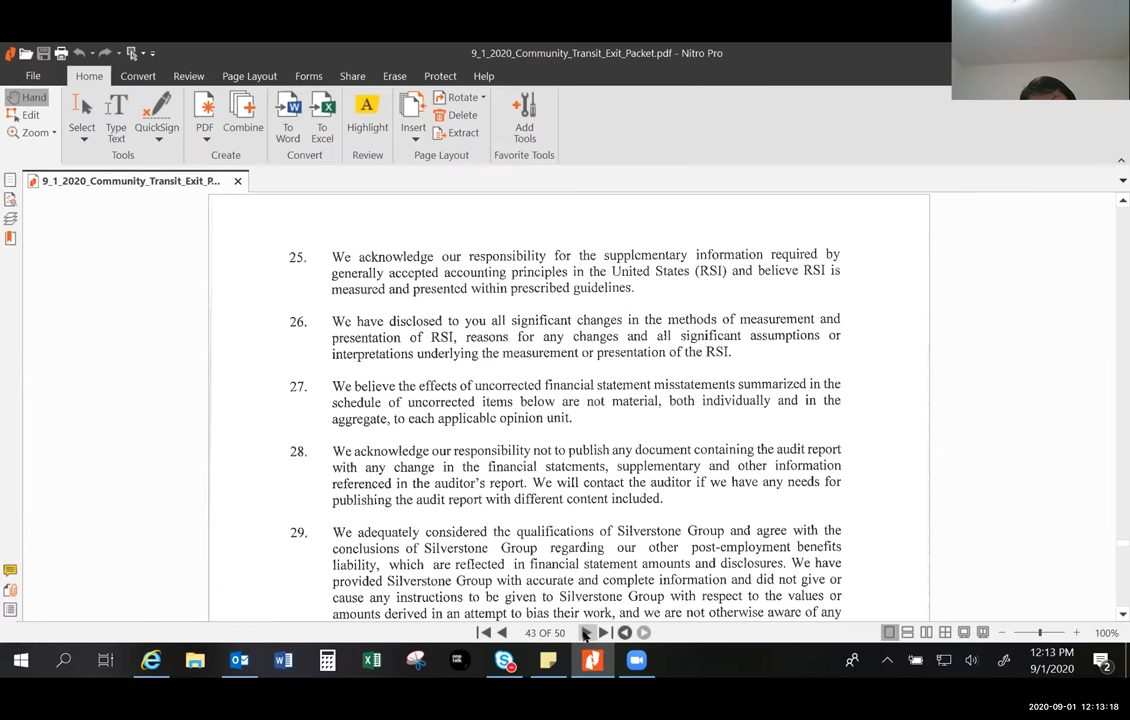 9_1_2020_Community_Transit_Exit_Packet.pdf - Nitro Pro
File Home Convert Review Page Layout Forms Share Erase Protect Help
Hand
Edit
Zoom
Select
Type Text
QuickSign
PDF
Combine
To Word
To Excel
Highlight
Insert
Rotate
Delete
Extract
Add Tools
Tools Create Convert Review Page Layout Favorite Tools
9_1_2020_Community_Transit_Exit_P...
25. We acknowledge our responsibility for the supplementary information required by
generally accepted accounting principles in the United States (RSI) and believe RSI is
measured and presented within prescribed guidelines.
26. We have disclosed to you all significant changes in the methods of measurement and
presentation of RSI, reasons for any changes and all significant assumptions or
interpretations underlying the measurement or presentation of the RSI.
27. We believe the effects of uncorrected financial statement misstatements summarized in the
schedule of uncorrected items below are not material, both individually and in the
aggregate, to each applicable opinion unit.
28. We acknowledge our responsibility not to publish any document containing the audit report
with any change in the financial statements, supplementary and other information
referenced in the auditor's report. We will contact the auditor if we have any needs for
publishing the audit report with different content included.
29. We adequately considered the qualifications of Silverstone Group and agree with the
conclusions of Silverstone Group regarding our other post-employment benefits
liability, which are reflected in financial statement amounts and disclosures. We have
provided Silverstone Group with accurate and complete information and did not give or
cause any instructions to be given to Silverstone Group with respect to the values or
amounts derived in an attempt to bias their work, and we are not otherwise aware of any
43 OF 50
100%
12:13 PM
9/1/2020
2
2020-09-01 12:13:18